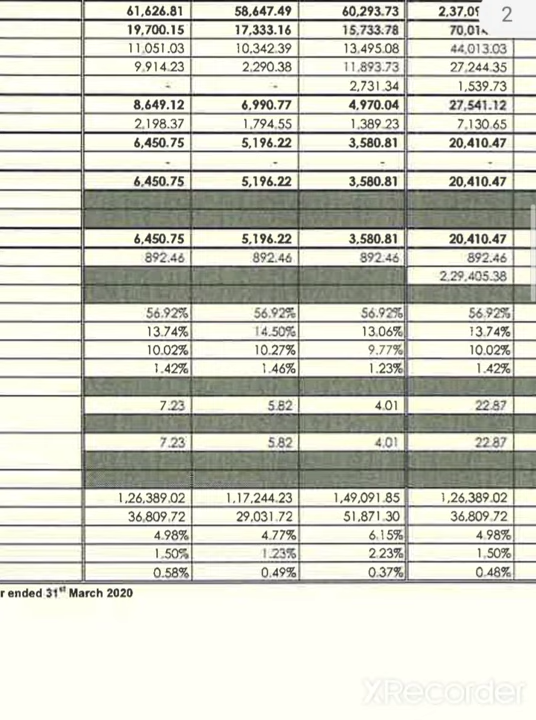 61,626.81 58,647.49 60,293.73 2
19,700.15 17,333.16 15,733.78
11,051.03 10,342.39 13,495.08 44,013.03
9,914.23 2,290.38 11,893.73 27,244.35
- - 2,731.34 1,539.73
8,649.12 6,990.77 4,970.04 27,541.12
2,198.37 1,794.55 1,389.23 7,130.65
6,450.75 5,196.22 3,580.81 20,410.47
- - - -
6,450.75 5,196.22 3,580.81 20,410.47
6,450.75 5,196.22 3,580.81 20,410.47
892.46 892.46 892.46 892.46
2,29,405.38
56.92% 56.92% 56.92% 56.92%
13.74% 14.50% 13.06% 13.74%
10.02% 10.27% 9.77% 10.02%
1.42% 1.46% 1.23% 1.42%
7.23 5.82 4.01 22.87
7.23 5.82 4.01 22.87
1,26,389.02 1,17,244.23 1,49,091.85 1,26,389.02
36,809.72 29,031.72 51,871.30 36,809.72
4.98% 4.77% 6.15% 4.98%
1.50% 1.23% 2.23% 1.50%
0.58% 0.49% 0.37% 0.48%
r ended 31st March 2020
XRecorder